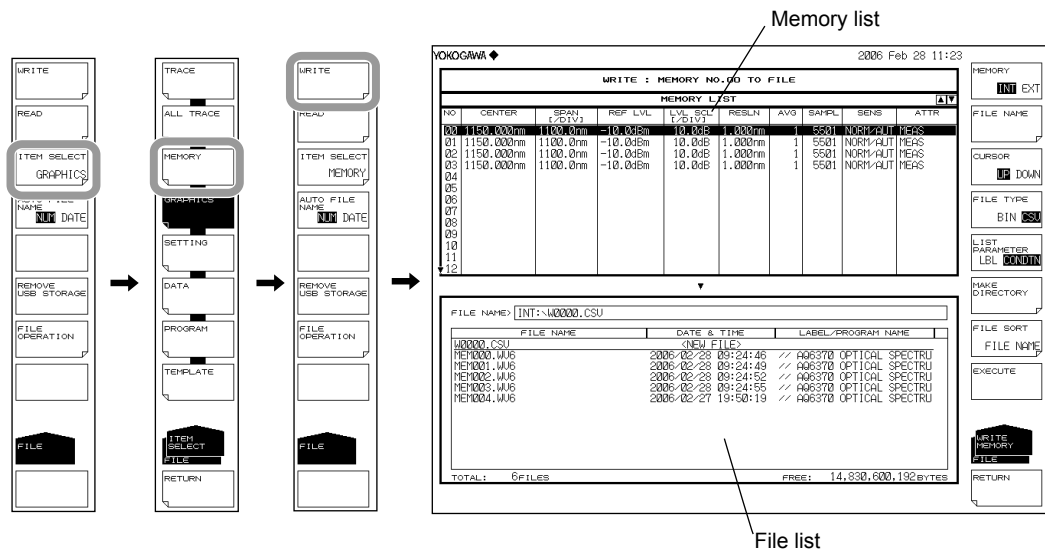 Memory list
WRITE
READ
ITEM SELECT
GRAPHICS
AUTO FILE
NAME
NUM DATE
REMOVE
USB STORAGE
FILE
OPERATION
FILE
TRACE
ALL TRACE
MEMORY
GRAPHICS
SETTING
DATA
PROGRAM
TEMPLATE
ITEM
SELECT
FILE
RETURN
WRITE
READ
ITEM SELECT
MEMORY
AUTO FILE
NAME
NUM DATE
REMOVE
USB STORAGE
FILE
OPERATION
FILE
YOKOGAWA 2006 Feb 28 11:23
WRITE : MEMORY NO.00 TO FILE
MEMORY LIST
NO CENTER SPAN [/DIV] REF LVL LVL SCL [/DIV] RESLN AVG SAMPL SENS ATTR
00 1150.000nm 1100.0nm -10.0dBm 10.0dB 1.000nm 1 5501 NORM/AUT MEAS
01 1150.000nm 1100.0nm -10.0dBm 10.0dB 1.000nm 1 5501 NORM/AUT MEAS
02 1150.000nm 1100.0nm -10.0dBm 10.0dB 1.000nm 1 5501 NORM/AUT MEAS
03 1150.000nm 1100.0nm -10.0dBm 10.0dB 1.000nm 1 5501 NORM/AUT MEAS
04
05
06
07
08
09
10
11
12
FILE NAME> INT:\W0000.CSV
FILE NAME DATE & TIME LABEL/PROGRAM NAME
W0000.CSV <NEW FILE>
MEM000.WV6 2006/02/28 09:24:46 // AQ6370 OPTICAL SPECTRU
MEM001.WV6 2006/02/28 09:24:49 // AQ6370 OPTICAL SPECTRU
MEM002.WV6 2006/02/28 09:24:52 // AQ6370 OPTICAL SPECTRU
MEM003.WV6 2006/02/28 09:24:55 // AQ6370 OPTICAL SPECTRU
MEM004.WV6 2006/02/27 19:50:19 // AQ6370 OPTICAL SPECTRU
TOTAL: 6FILES FREE: 14,830,600,192BYTES
MEMORY
INT EXT
FILE NAME
CURSOR
UP DOWN
FILE TYPE
BIN CSV
LIST
PARAMETER
LBL CONDTN
MAKE
DIRECTORY
FILE SORT
FILE NAME
EXECUTE
WRITE
MEMORY
FILE
RETURN
File list